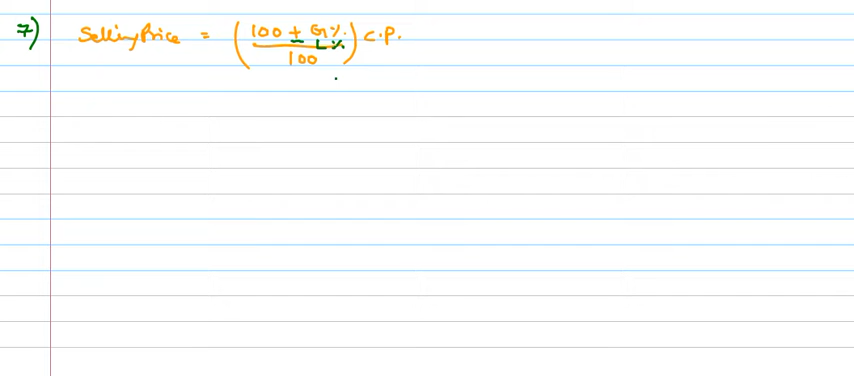 7) Selling Price = (100 ± G% L% / 100) C.P.